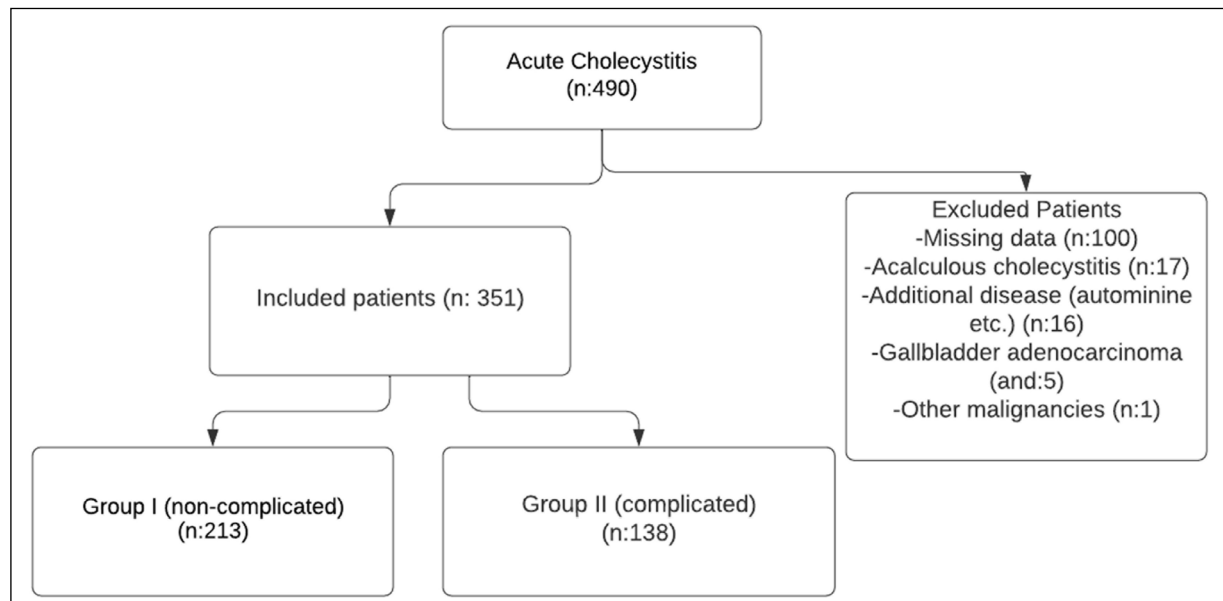 Acute Cholecystitis
(n:490)
Included patients (n: 351)
Excluded Patients
-Missing data (n:100)
-Acalculous cholecystitis (n:17)
-Additional disease (autominine
etc.) (n:16)
-Gallbladder adenocarcinoma
(and:5)
-Other malignancies (n:1)
Group I (non-complicated)
(n:213)
Group II (complicated)
(n:138)